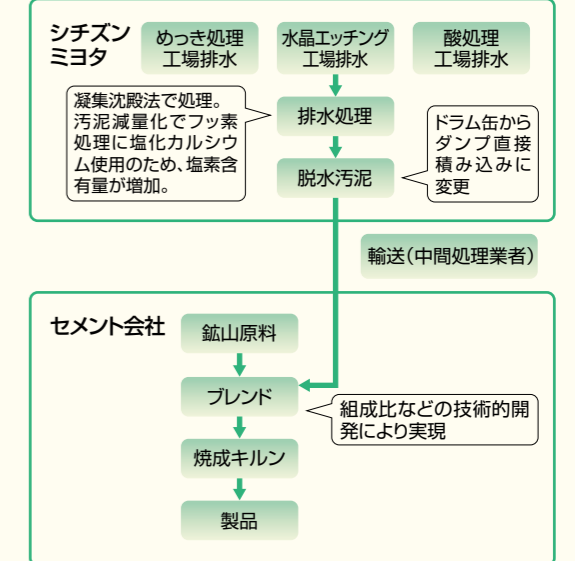 シチズン
ミヨタ
めっき処理
工場排水
水晶エッチング
工場排水
酸処理
工場排水
凝集沈殿法で処理。
汚泥減量化でフッ素
処理に塩化カルシウ
ム使用のため、塩素含
有量が増加。
排水処理
ドラム缶から
ダンプ直接
積み込みに
変更
脱水汚泥
輸送(中間処理業者)
セメント会社
鉱山原料
ブレンド
組成比などの技術的開
発により実現
焼成キルン
製品